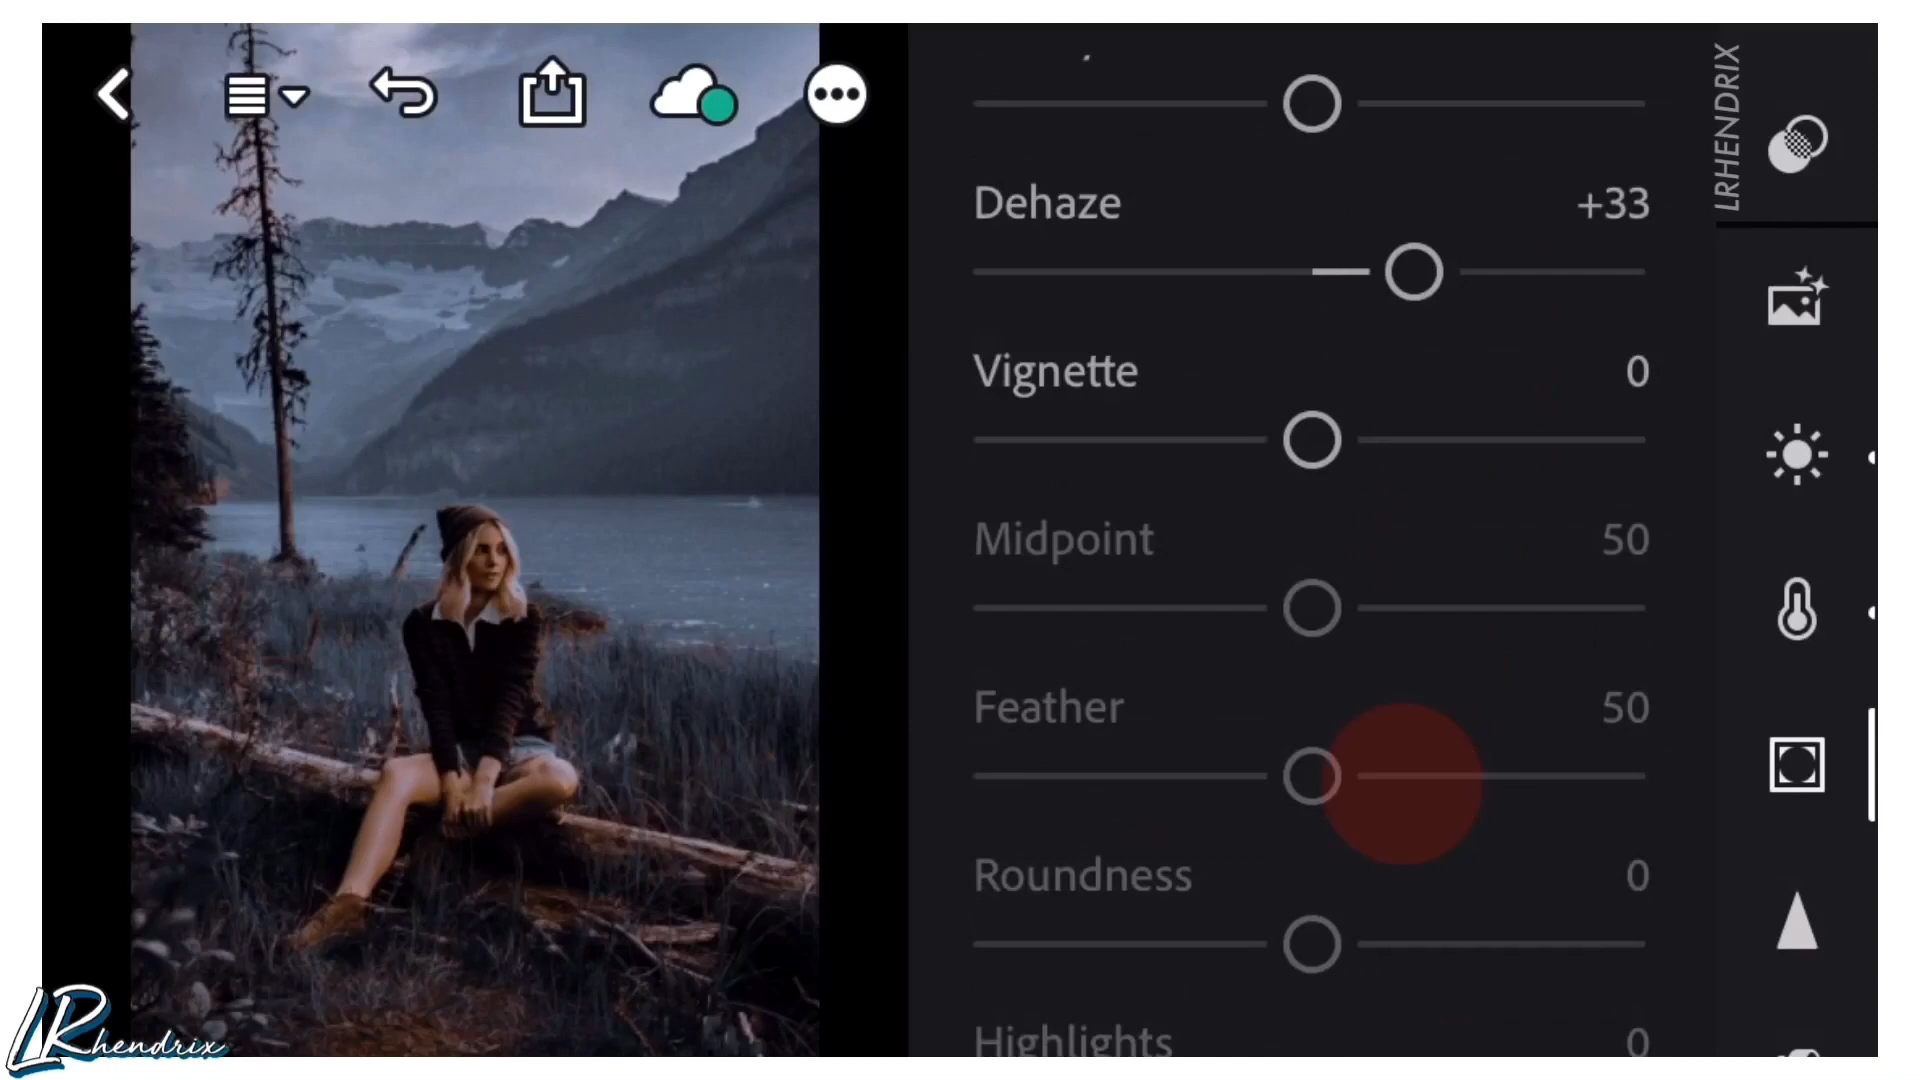 LRHENDRIX
Dehaze +33
Vignette 0
Midpoint 50
Feather 50
Roundness 0
Highlights 0
LRhendrix